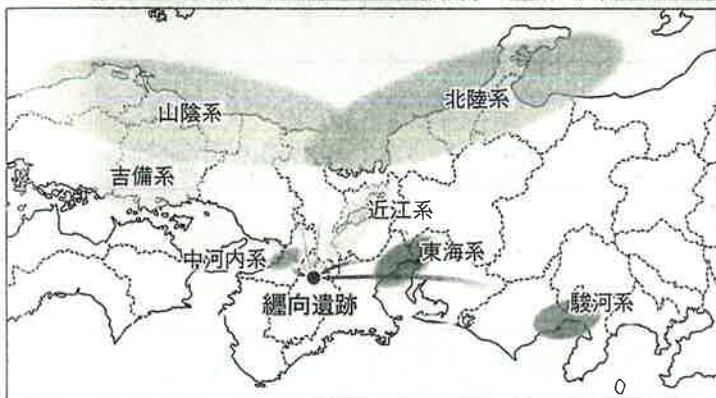 北陸系
山陰系
吉備系
近江系
中河内系
東海系
纒向遺跡
駿河系